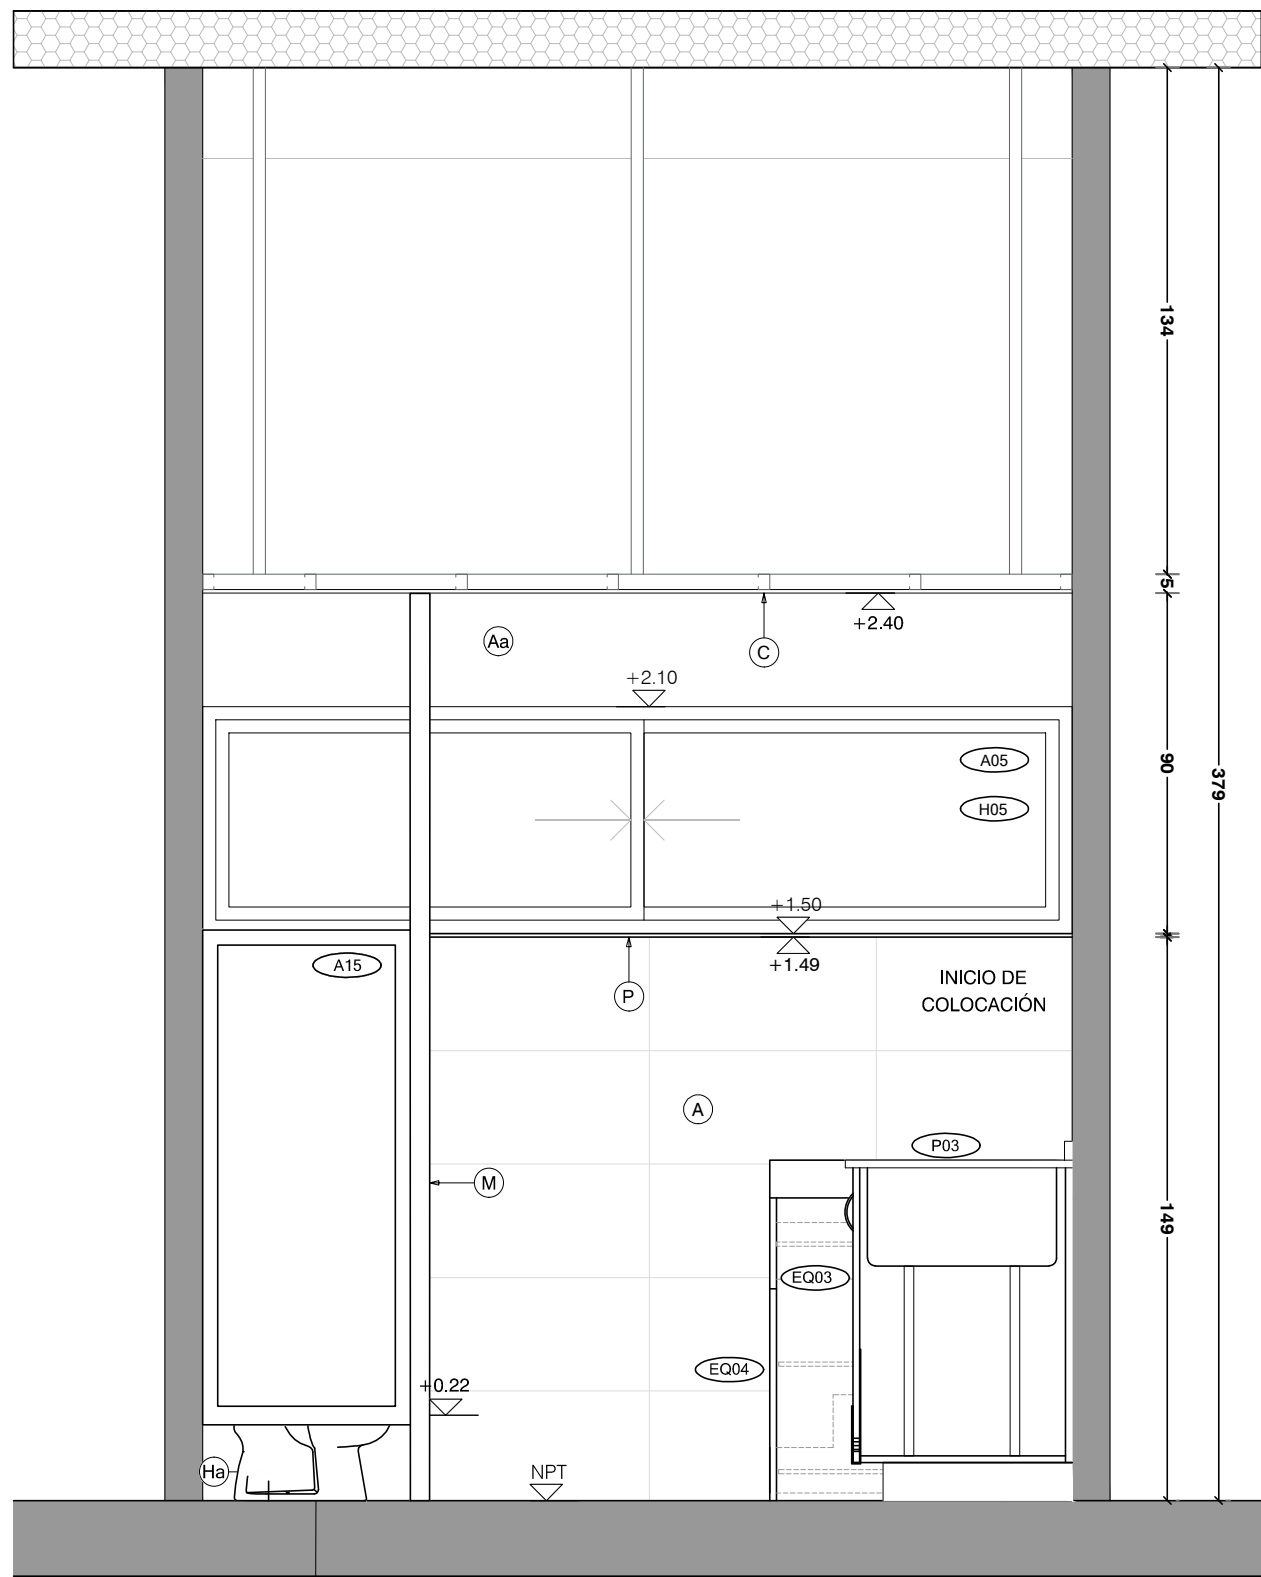 134
5
+2.40
Aa
C
+2.10
A05
90
379
H05
+1.50
A15
+1.49
INICIO DE
COLOCACIÓN
P
A
P03
M
149
EQ03
EQ04
+0.22
Ha
NPT